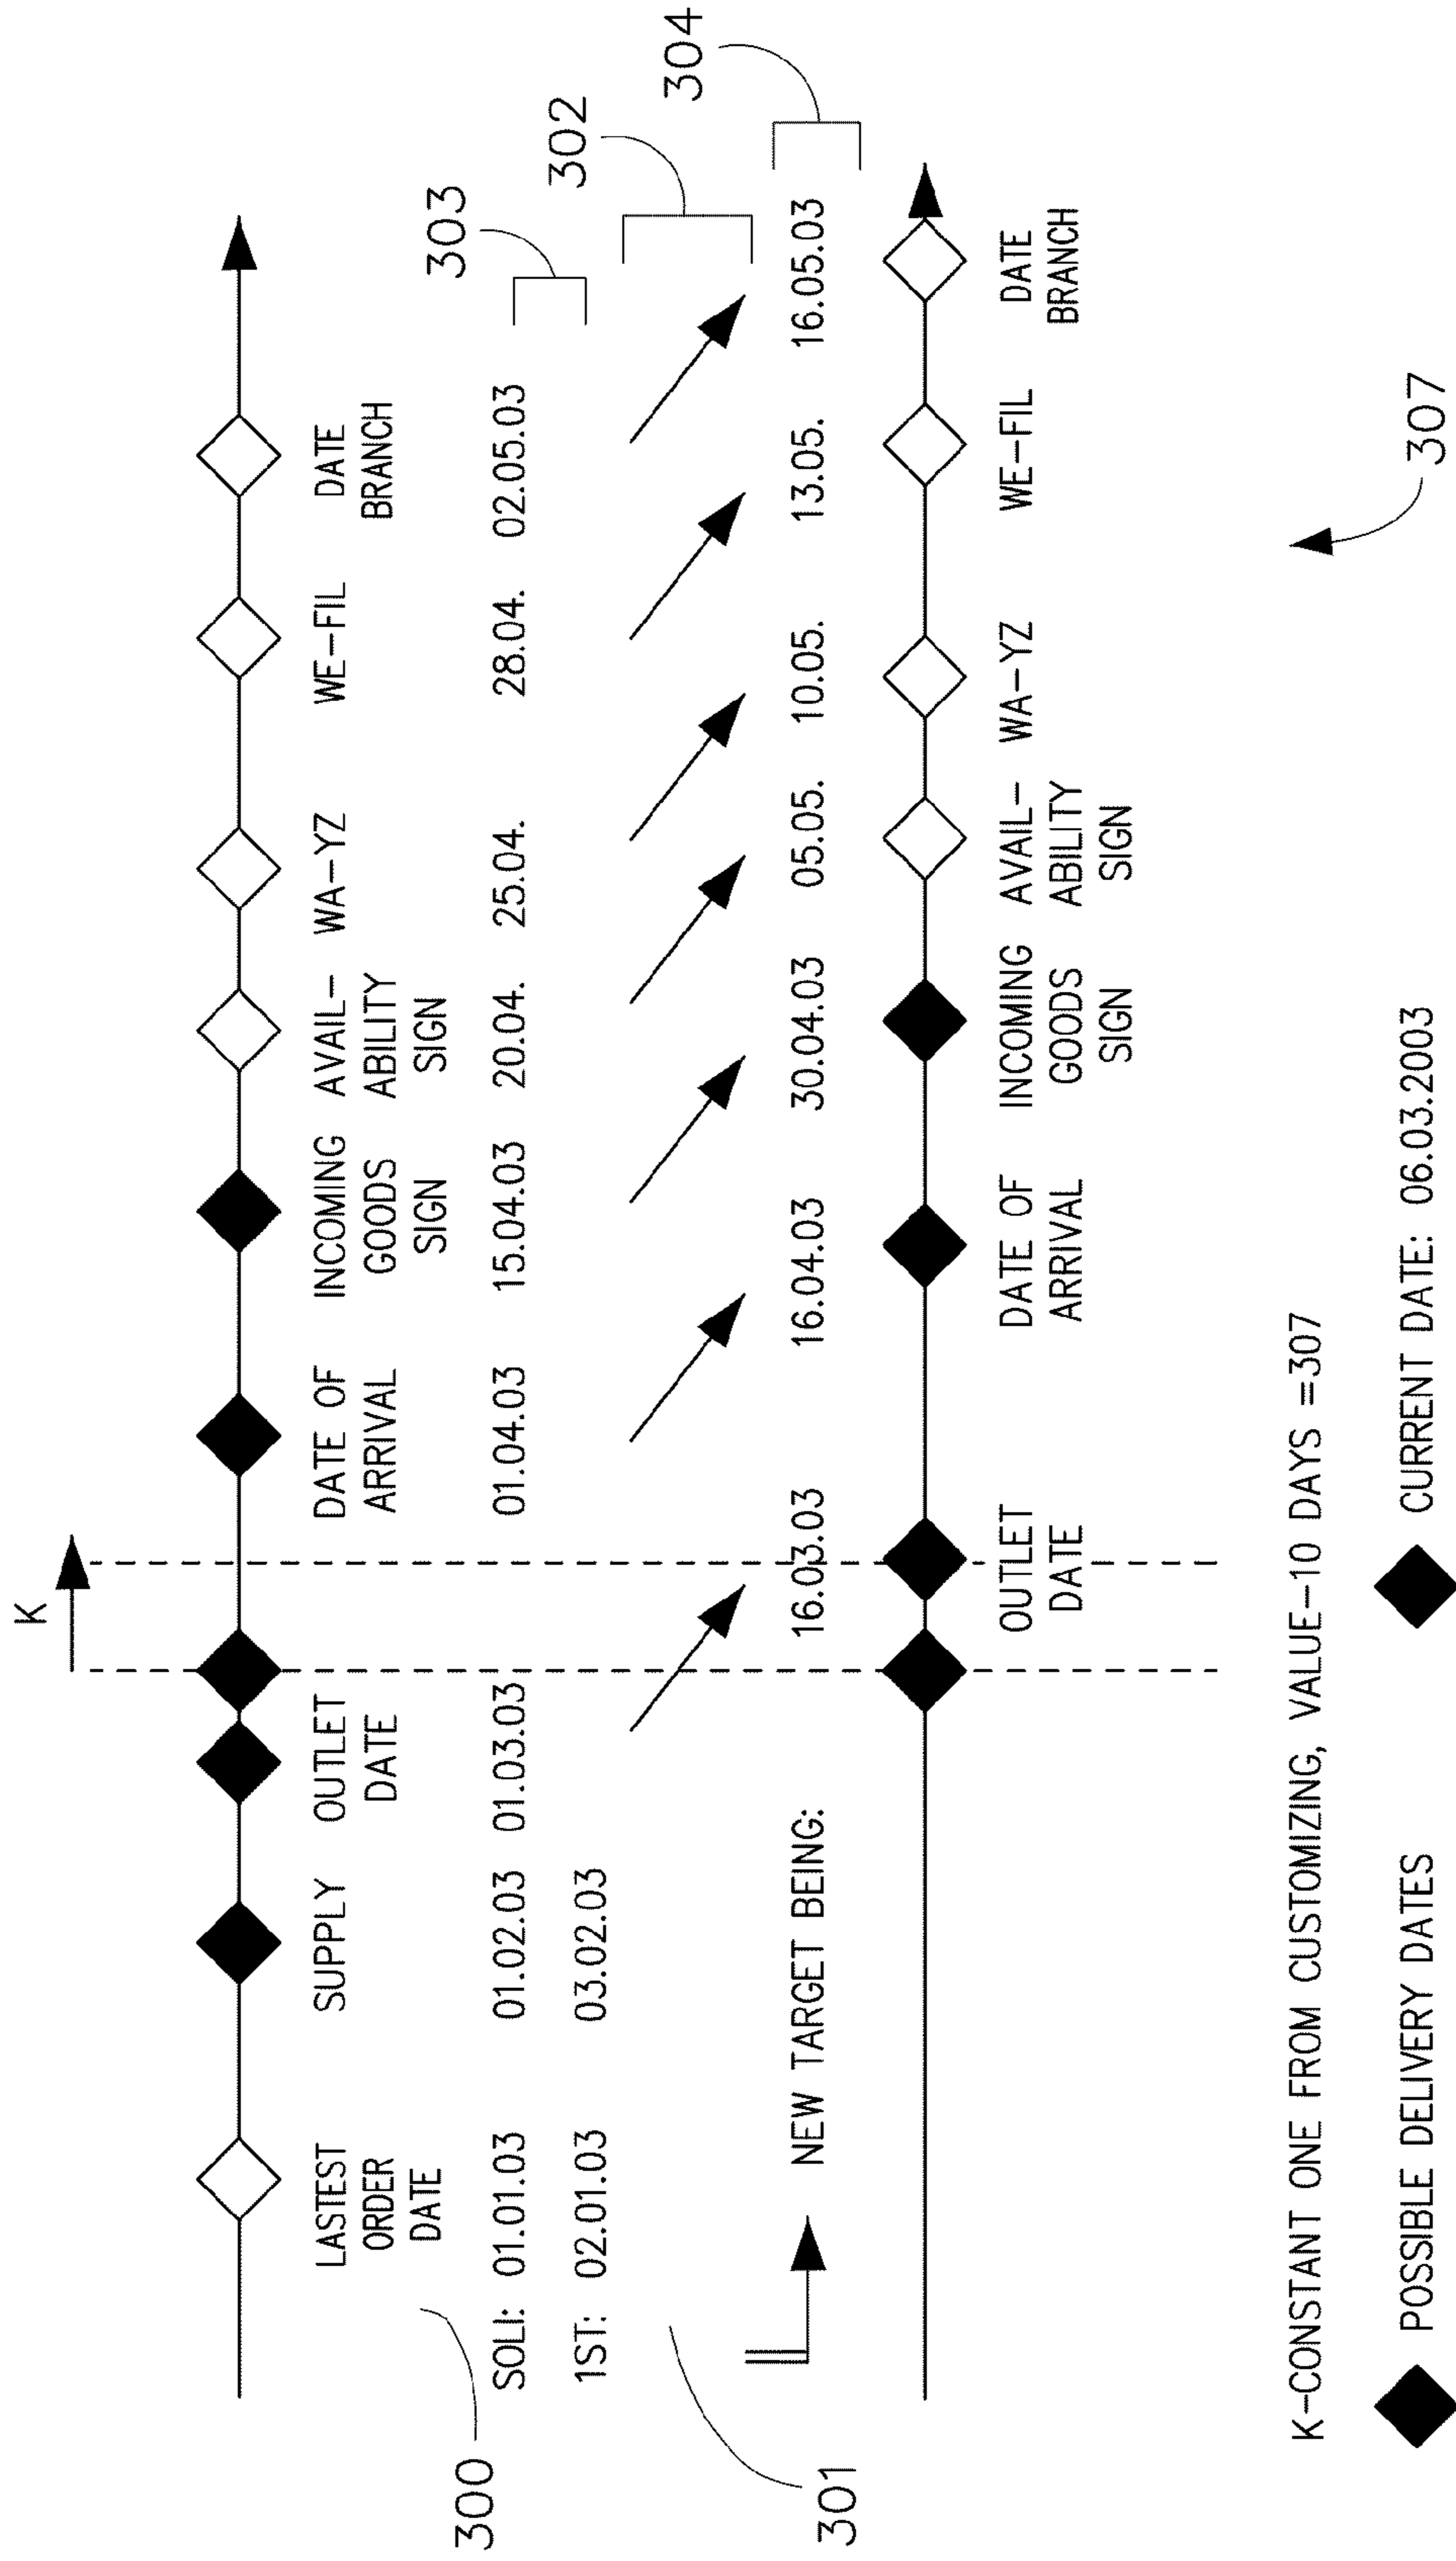 K
LASTEST
ORDER
DATE
SUPPLY
OUTLET
DATE
DATE OF
ARRIVAL
INCOMING
GOODS
SIGN
AVAIL-
ABILITY
SIGN
WA-YZ
WE-FIL
DATE
BRANCH
300
303
SOLI: 01.01.03 01.02.03 01.03.03 01.04.03 15.04.03 20.04. 25.04. 28.04. 02.05.03
1ST: 02.01.03 03.02.03
302
304
301
NEW TARGET BEING: 16.03.03 16.04.03 30.04.03 05.05. 10.05. 13.05. 16.05.03
OUTLET
DATE
DATE OF
ARRIVAL
INCOMING
GOODS
SIGN
AVAIL-
ABILITY
SIGN
WA-YZ
WE-FIL
DATE
BRANCH
K-CONSTANT ONE FROM CUSTOMIZING, VALUE-10 DAYS =307
307
POSSIBLE DELIVERY DATES
CURRENT DATE: 06.03.2003